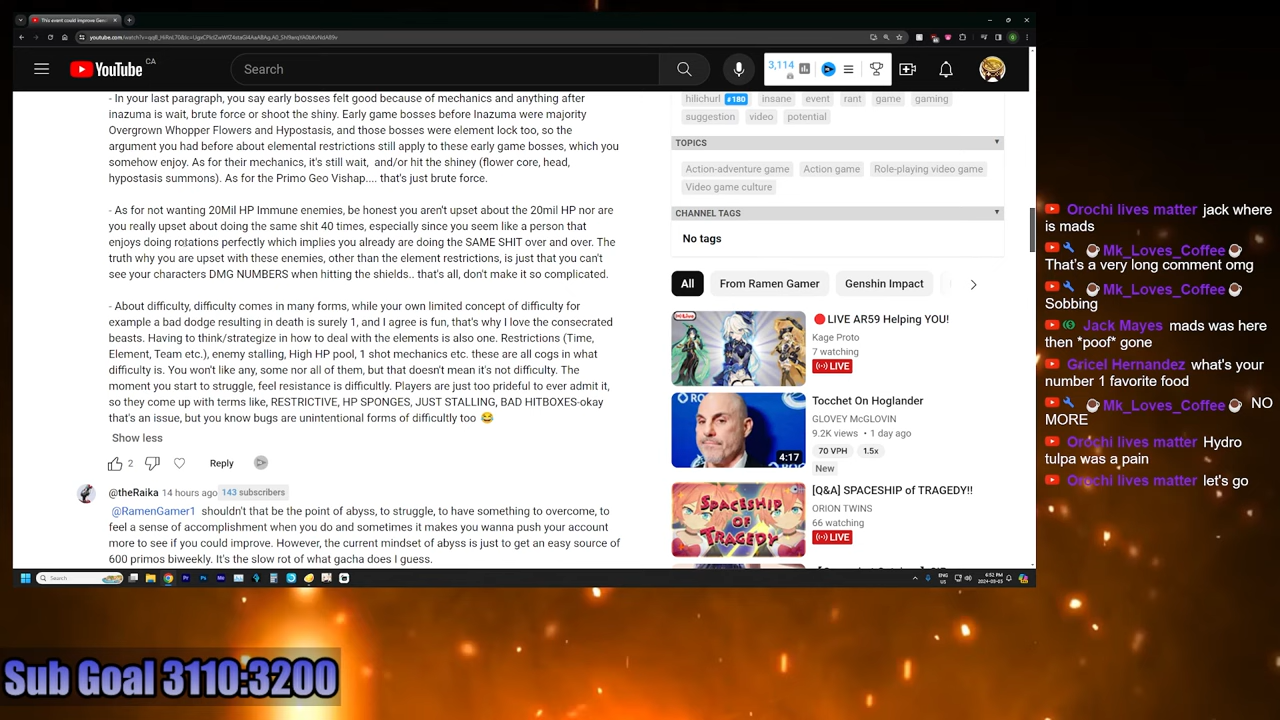 This event could improve Gens
YouTube CA
Search
3,114
- In your last paragraph, you say early bosses felt good because of mechanics and anything after
inazuma is wait, brute force or shoot the shiny. Early game bosses before Inazuma were majority
Overgrown Whopper Flowers and Hypostasis, and those bosses were element lock too, so the
argument you had before about elemental restrictions still apply to these early game bosses, which you
somehow enjoy. As for their mechanics, it's still wait, and/or hit the shiney (flower core, head,
hypostasis summons). As for the Primo Geo Vishap.... that's just brute force.
- As for not wanting 20Mil HP Immune enemies, be honest you aren't upset about the 20mil HP nor are
you really upset about doing the same shit 40 times, especially since you seem like a person that
enjoys doing rotations perfectly which implies you already are doing the SAME SHIT over and over. The
truth why you are upset with these enemies, other than the element restrictions, is just that you can't
see your characters DMG NUMBERS when hitting the shields.. that's all, don't make it so complicated.
- About difficulty, difficulty comes in many forms, while your own limited concept of difficulty for
example a bad dodge resulting in death is surely 1, and I agree is fun, that's why I love the consecrated
beasts. Having to think/strategize in how to deal with the elements is also one. Restrictions (Time,
Element, Team etc.), enemy stalling, High HP pool, 1 shot mechanics etc. these are all cogs in what
difficulty is. You won't like any, some nor all of them, but that doesn't mean it's not difficulty. The
moment you start to struggle, feel resistance is difficultly. Players are just too prideful to ever admit it,
so they come up with terms like, RESTRICTIVE, HP SPONGES, JUST STALLING, BAD HITBOXES-okay
that's an issue, but you know bugs are unintentional forms of difficultly too 😂
Show less
2 Reply
@theRaika 14 hours ago 143 subscribers
@RamenGamer1 shouldn't that be the point of abyss, to struggle, to have something to overcome, to
feel a sense of accomplishment when you do and sometimes it makes you wanna push your account
more to see if you could improve. However, the current mindset of abyss is just to get an easy source of
600 primos biweekly. It's the slow rot of what gacha does I guess.
hilichurl #180 insane event rant game gaming
suggestion video potential
TOPICS
Action-adventure game Action game Role-playing video game
Video game culture
CHANNEL TAGS
No tags
All From Ramen Gamer Genshin Impact
Live
🔴LIVE AR59 Helping YOU!
Kage Proto
7 watching
LIVE
4:17
Tocchet On Hoglander
GLOVEY McGLOVIN
9.2K views • 1 day ago
70 VPH 1.5x
New
SPACESHIP
OF
TRAGEDY
[Q&A] SPACESHIP of TRAGEDY!!
ORION TWINS
66 watching
LIVE
Search
ENG
US
6:52 PM
2024-03-05
Orochi lives matter jack where
is mads
☕Mk_Loves_Coffee☕
That's a very long comment omg
☕Mk_Loves_Coffee☕
Sobbing
Jack Mayes mads was here
then *poof* gone
Gricel Hernandez what's your
number 1 favorite food
☕Mk_Loves_Coffee☕ NO
MORE
Orochi lives matter Hydro
tulpa was a pain
Orochi lives matter let's go
Sub Goal 3110:3200